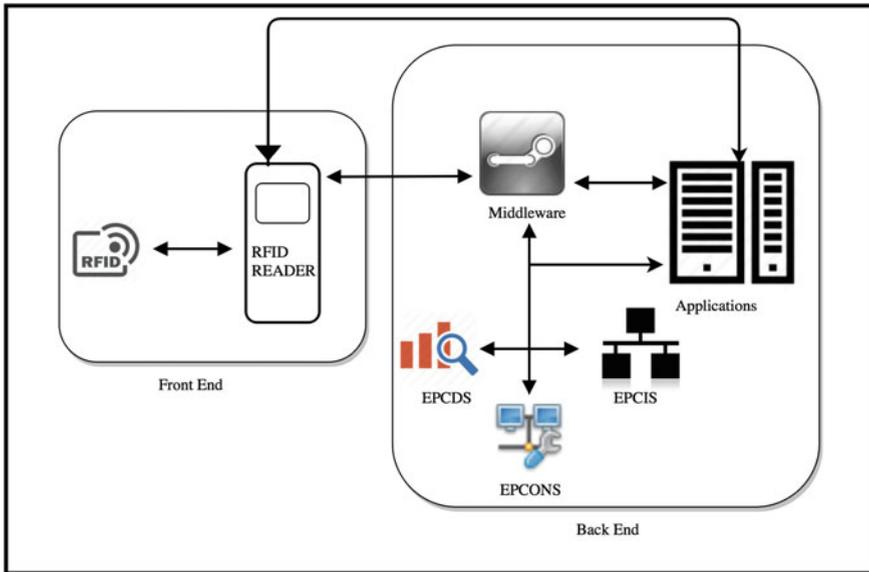 Middleware
RFID
RFID
READER
Applications
EPCDS
EPCIS
Front End
EPCONS
Back End